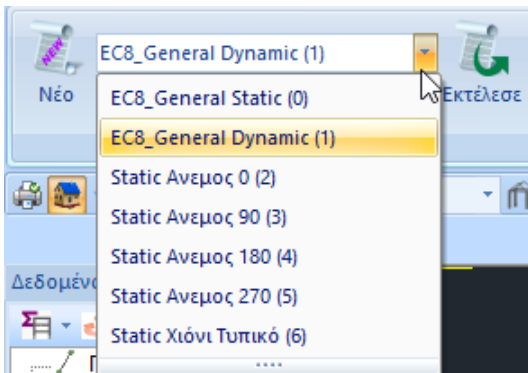 NEW
EC8_General Dynamic (1)
Νέο
Εκτέλεσε
EC8_General Static (0)
EC8_General Dynamic (1)
Static Ανεμος 0 (2)
Static Ανεμος 90 (3)
Static Ανεμος 180 (4)
Static Ανεμος 270 (5)
Static Χιόνι Τυπικό (6)